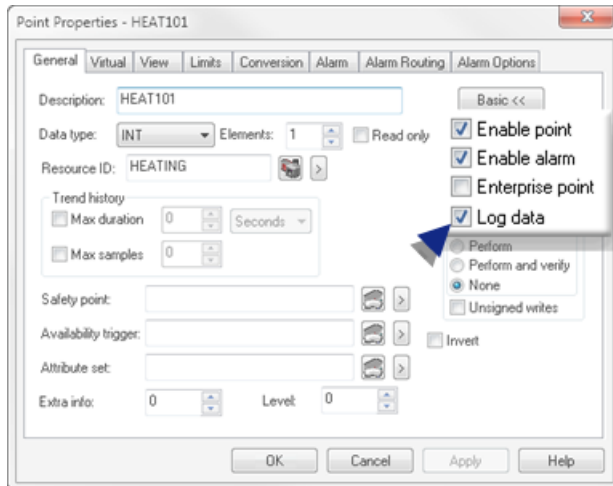 Point Properties - HEAT101
General Virtual View Limits Conversion Alarm Alarm Routing Alarm Options
Description: HEAT101 Basic <<
Data type: INT Elements: 1 Read only
Enable point
Enable alarm
Enterprise point
Log data
Resource ID: HEATING >
Trend history
Max duration 0 Seconds
Max samples 0
Perform
Perform and verify
None
Unsigned writes
Safety point: >
Availability trigger: > Invert
Attribute set: >
Extra info: 0 Level: 0
OK Cancel Apply Help